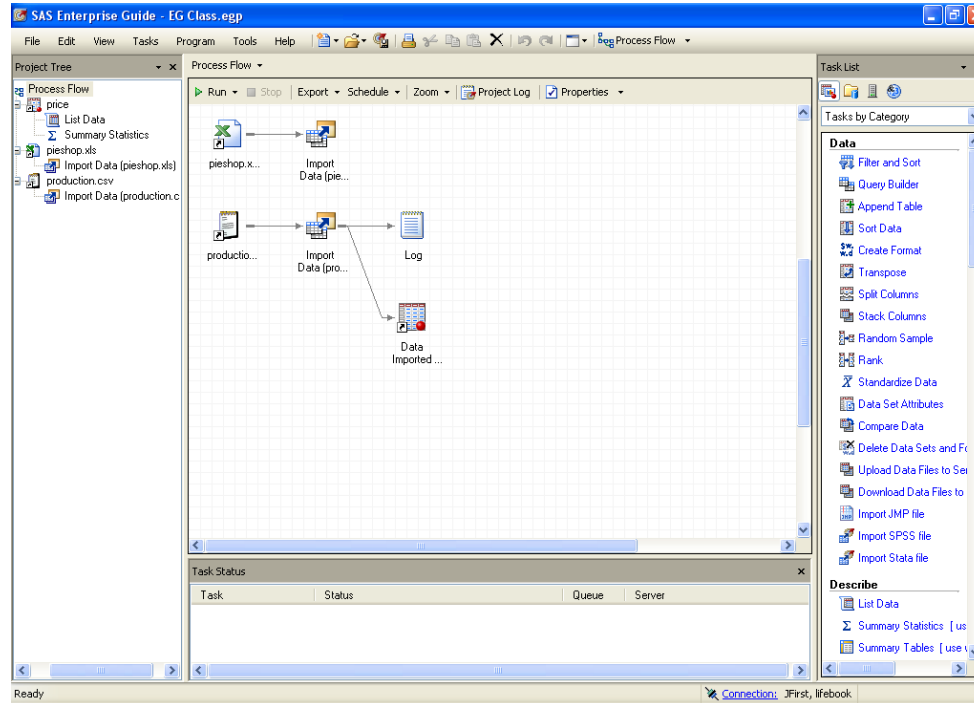 SAS Enterprise Guide - EG Class.egp
File Edit View Tasks Program Tools Help Process Flow
Project Tree
Process Flow
price
List Data
Summary Statistics
pieshop.xls
Import Data (pieshop.xls)
production.csv
Import Data (production.c
Process Flow
Run Stop Export Schedule Zoom Project Log Properties
pieshop.x...
Import
Data (pie...
productio...
Import
Data (pro...
Log
Data
Imported ...
Task Status
Task Status Queue Server
Task List
Tasks by Category
Data
Filter and Sort
Query Builder
Append Table
Sort Data
Create Format
Transpose
Split Columns
Stack Columns
Random Sample
Rank
Standardize Data
Data Set Attributes
Compare Data
Delete Data Sets and Fo
Upload Data Files to Ser
Download Data Files to
Import JMP file
Import SPSS file
Import Stata file
Describe
List Data
Summary Statistics [ us
Summary Tables [ use
Ready
Connection: JFirst, lifebook